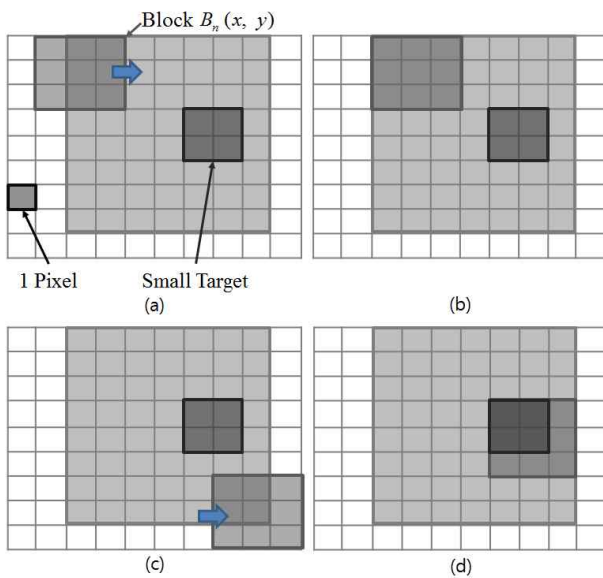 Block Bₙ (x, y)
1 Pixel
Small Target
(a)
(b)
(c)
(d)